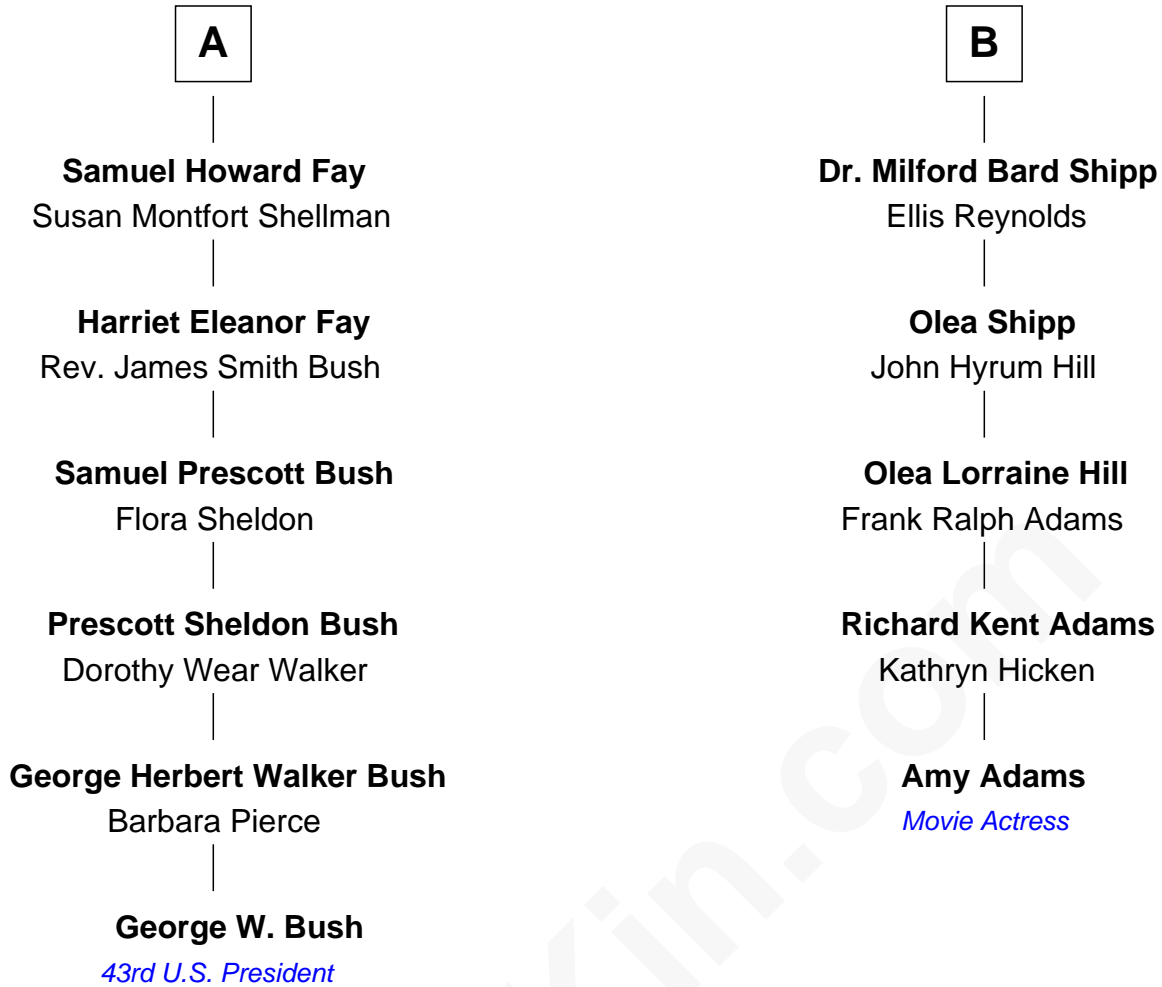 A
Samuel Howard Fay
Susan Montfort Shellman
Harriet Eleanor Fay
Rev. James Smith Bush
Samuel Prescott Bush
Flora Sheldon
Prescott Sheldon Bush
Dorothy Wear Walker
George Herbert Walker Bush
Barbara Pierce
George W. Bush
43rd U.S. President
B
Dr. Milford Bard Shipp
Ellis Reynolds
Olea Shipp
John Hyrum Hill
Olea Lorraine Hill
Frank Ralph Adams
Richard Kent Adams
Kathryn Hicken
Amy Adams
Movie Actress
Kin.com